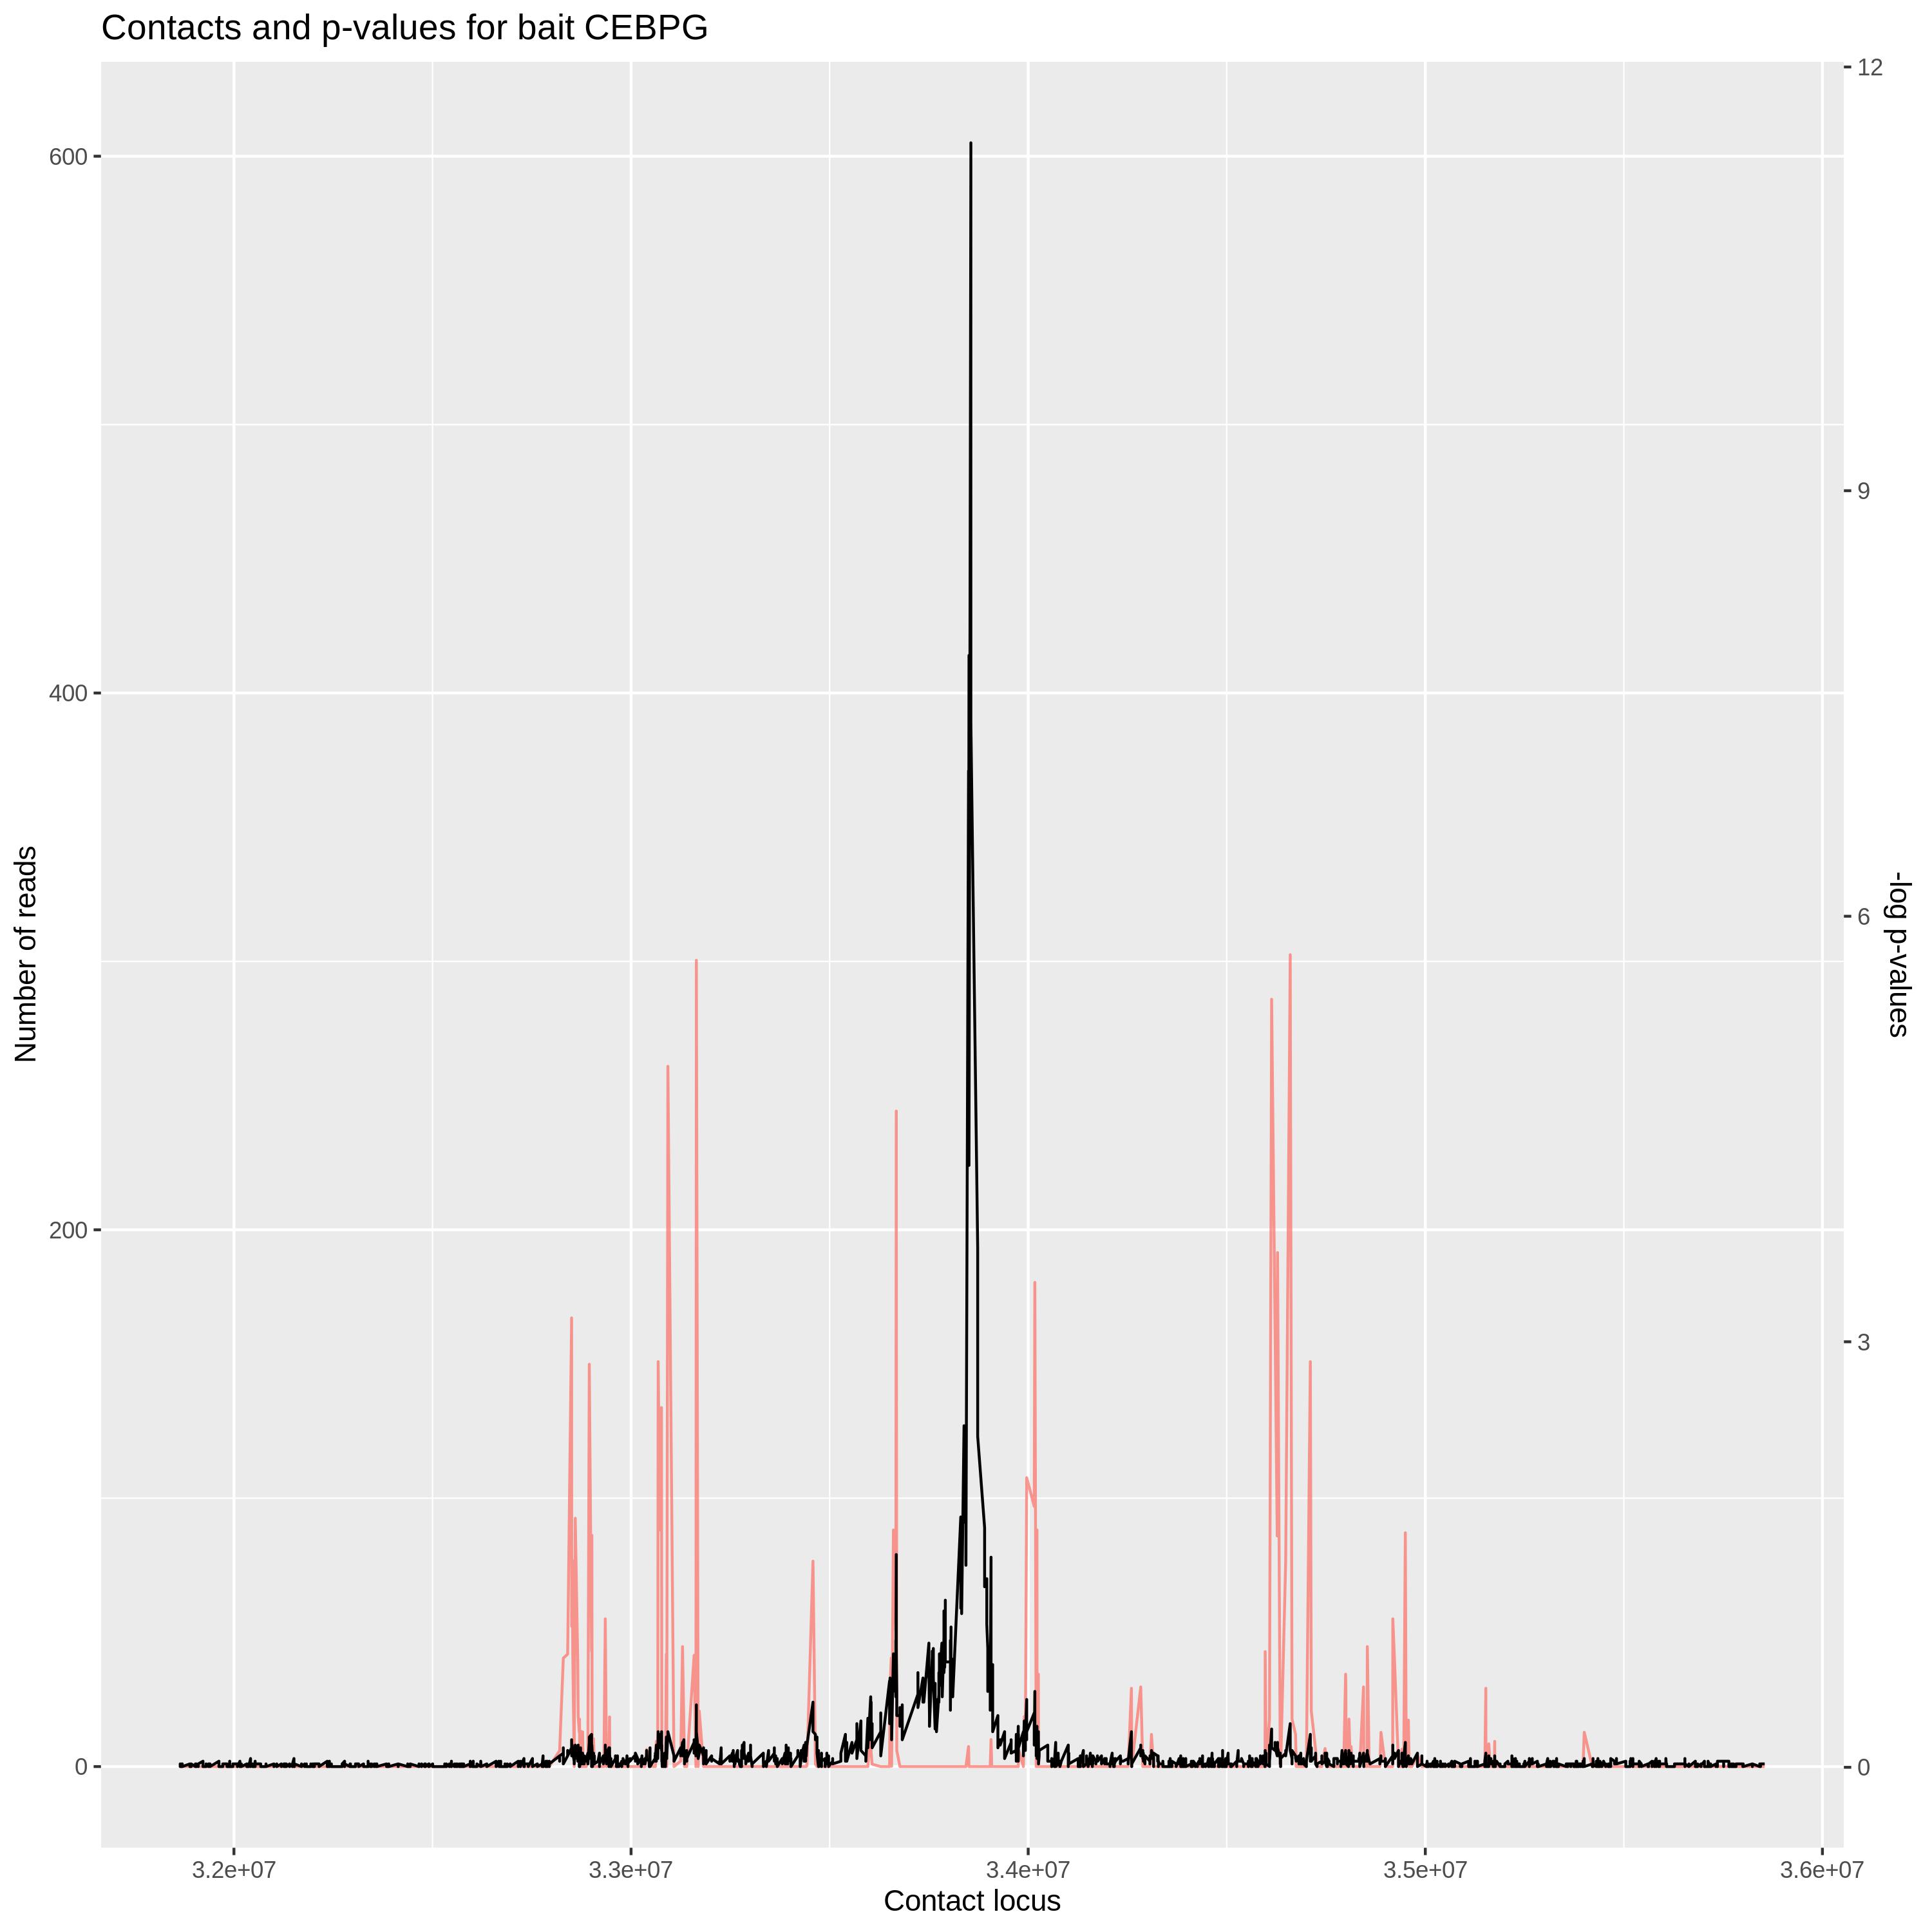 Contacts and p-values for bait CEBPG
12
600
9
400
Number of reads
6
-log p-values
200
3
0
0
3.2e+07
3.3e+07
3.4e+07
3.5e+07
3.6e+07
Contact locus